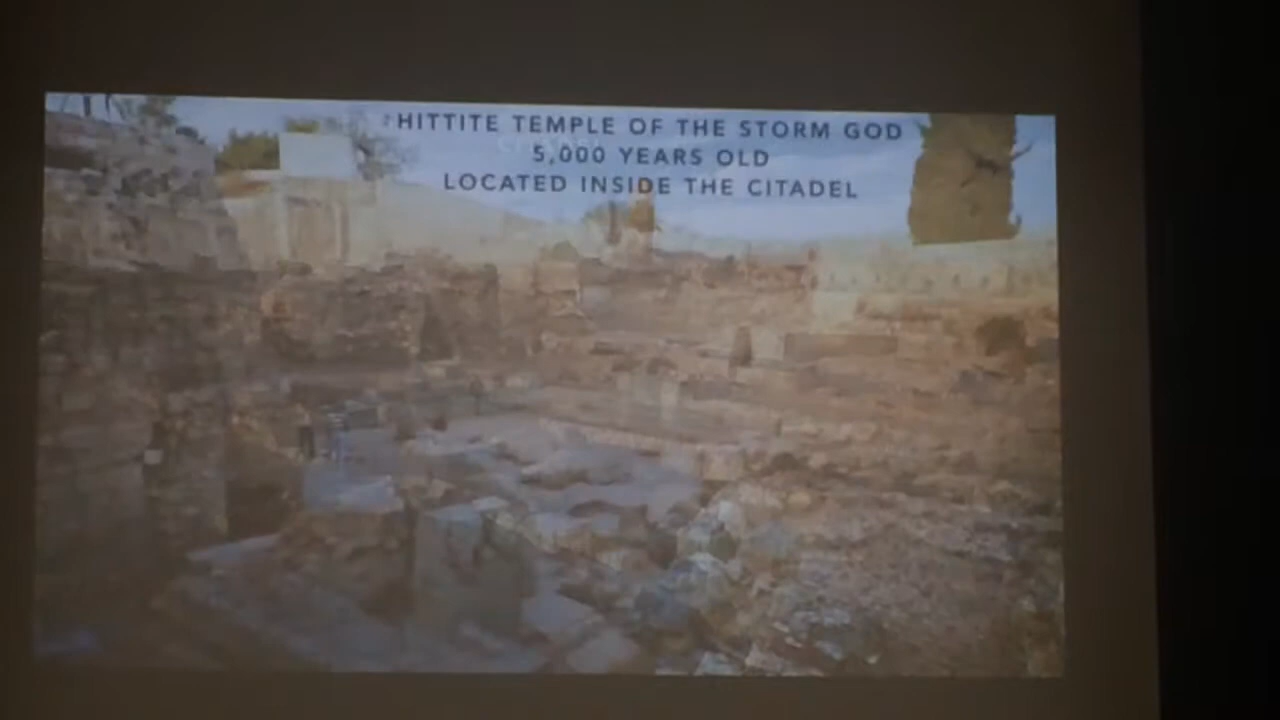 HITTITE TEMPLE OF THE STORM GOD
5,000 YEARS OLD
LOCATED INSIDE THE CITADEL